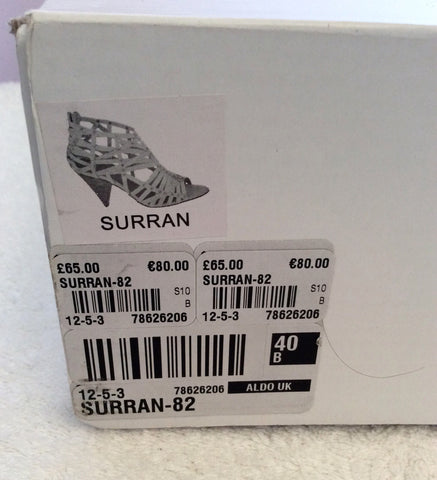 SURRAN
£65.00 €80.00
SURRAN-82
S10
B
12-5-3 78626206
£65.00 €80.00
SURRAN-82
S10
B
12-5-3 78626206
40
B
12-5-3 78626206 ALDO UK
SURRAN-82